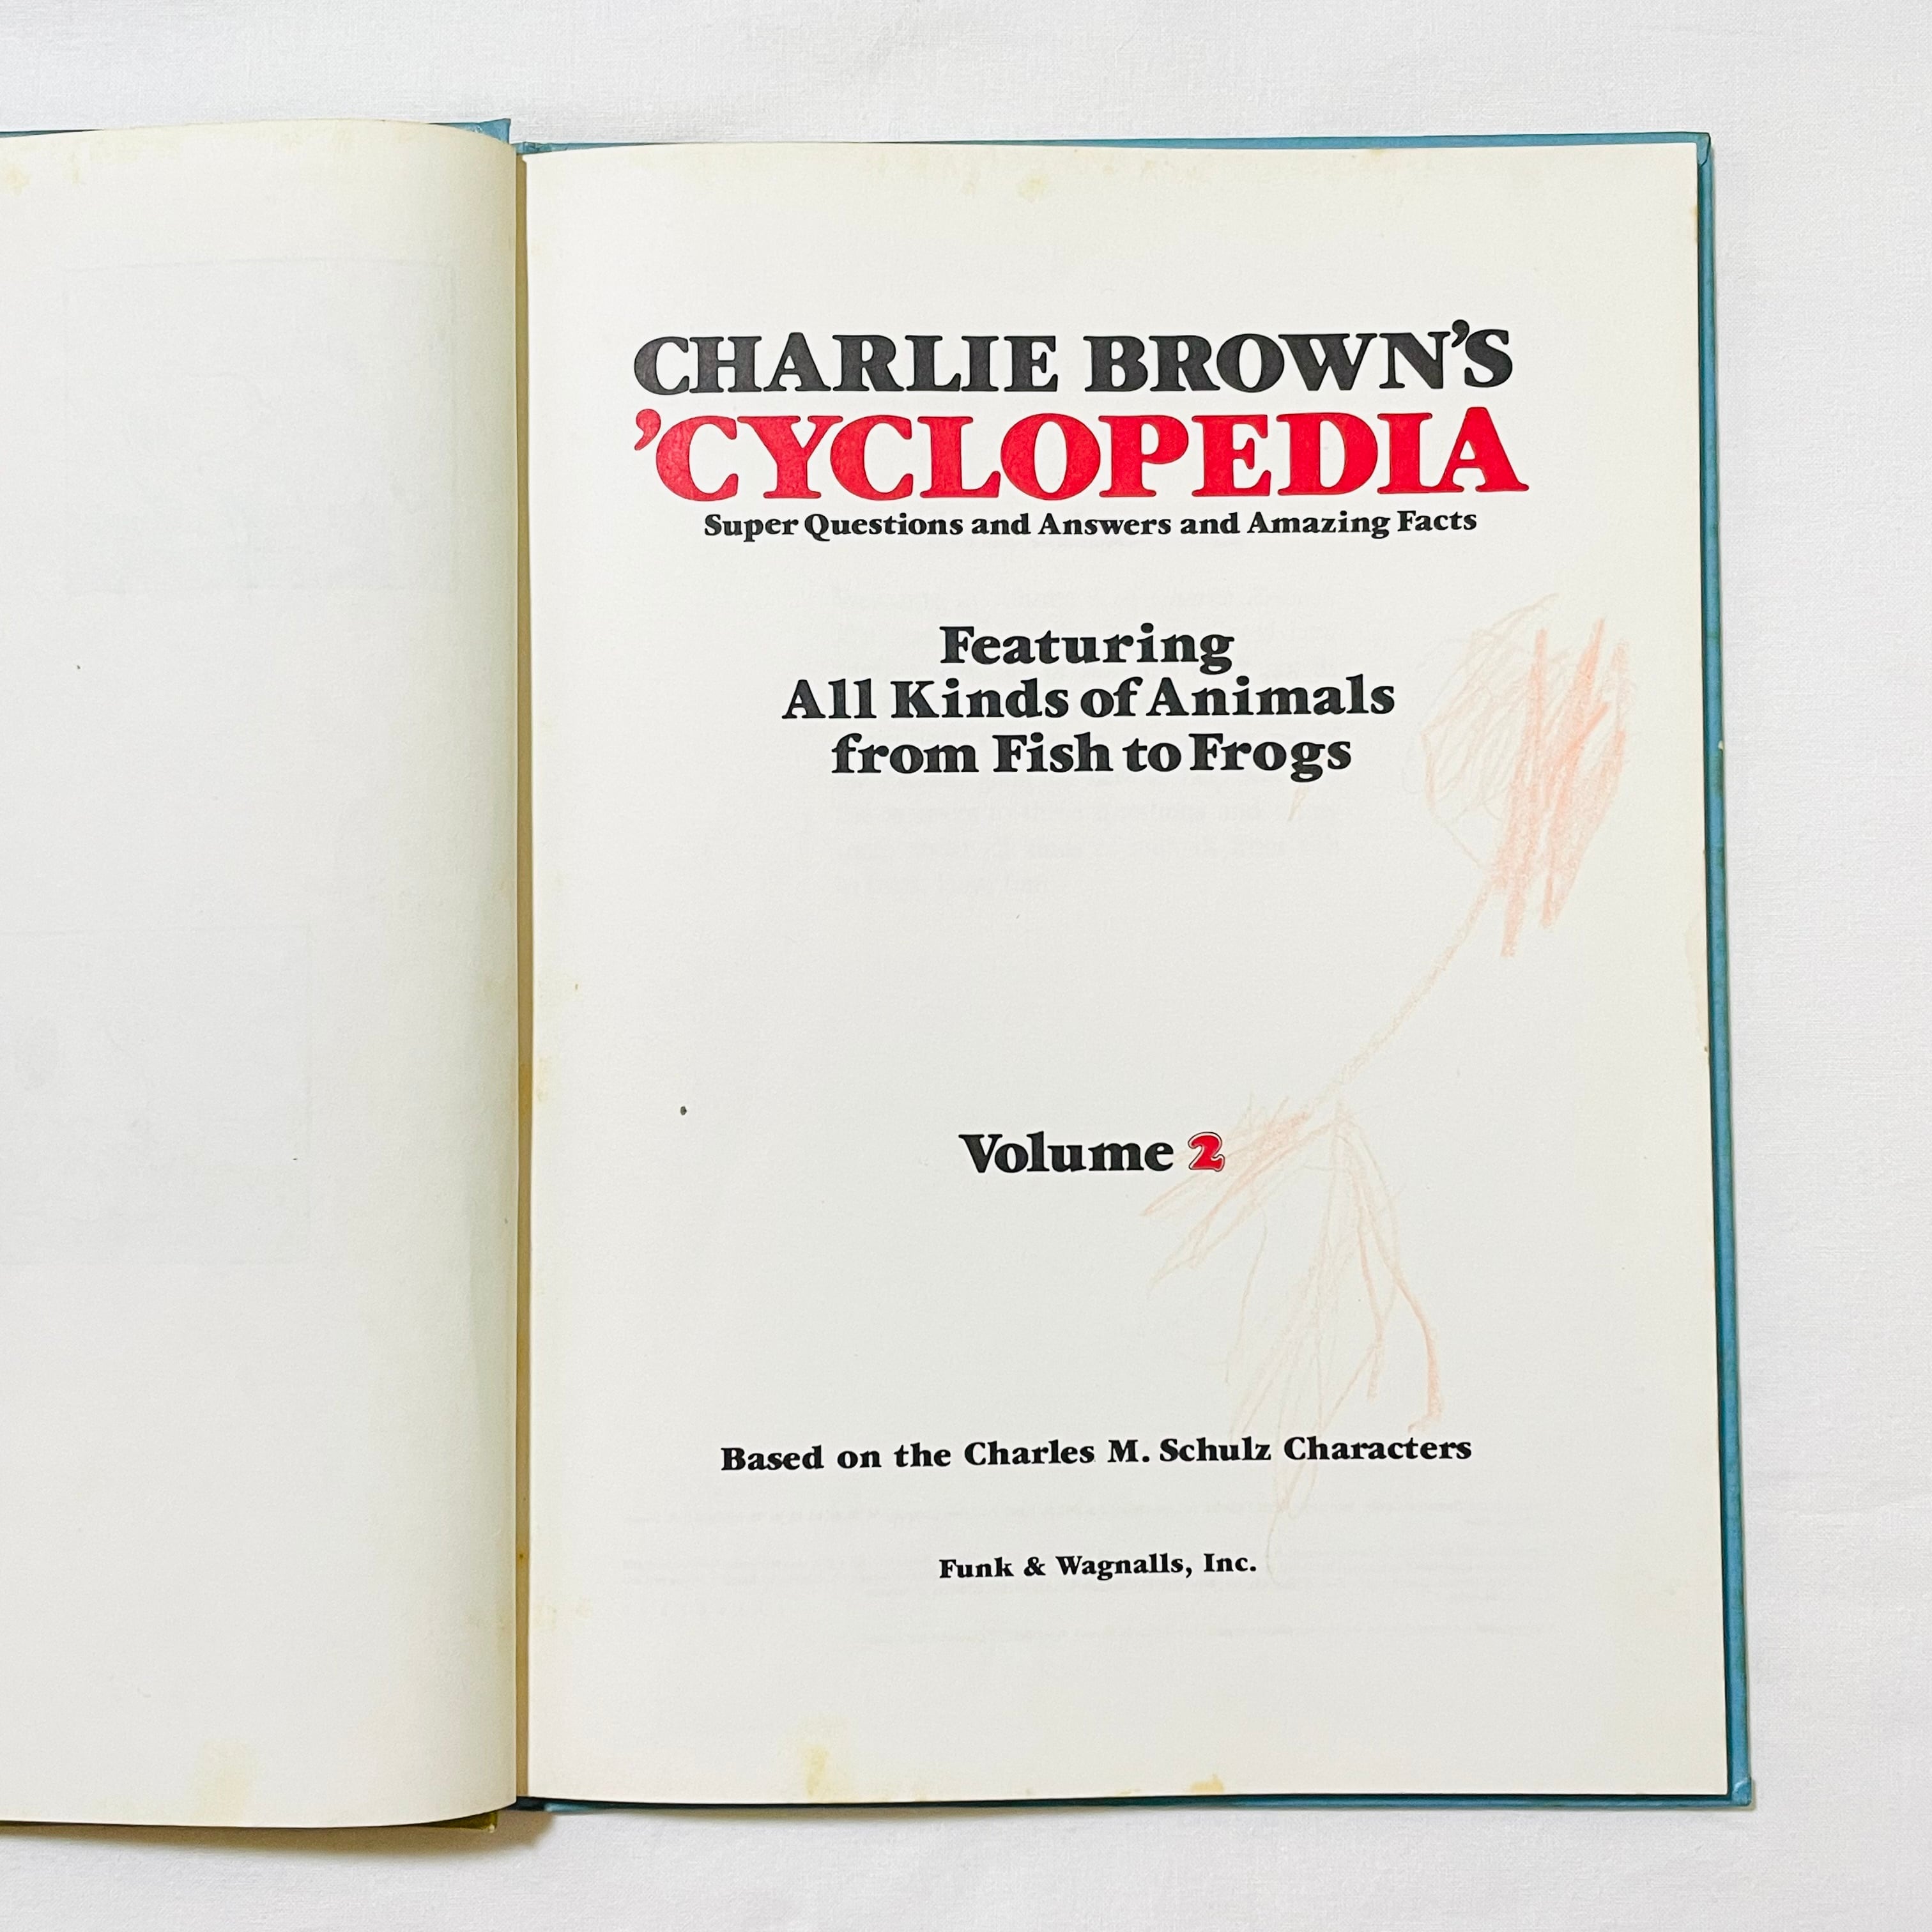 CHARLIE BROWN'S
'CYCLOPEDIA
Super Questions and Answers and Amazing Facts
Featuring
All Kinds of Animals
from Fish to Frogs
Volume 2
Based on the Charles M. Schulz Characters
Funk & Wagnalls, Inc.